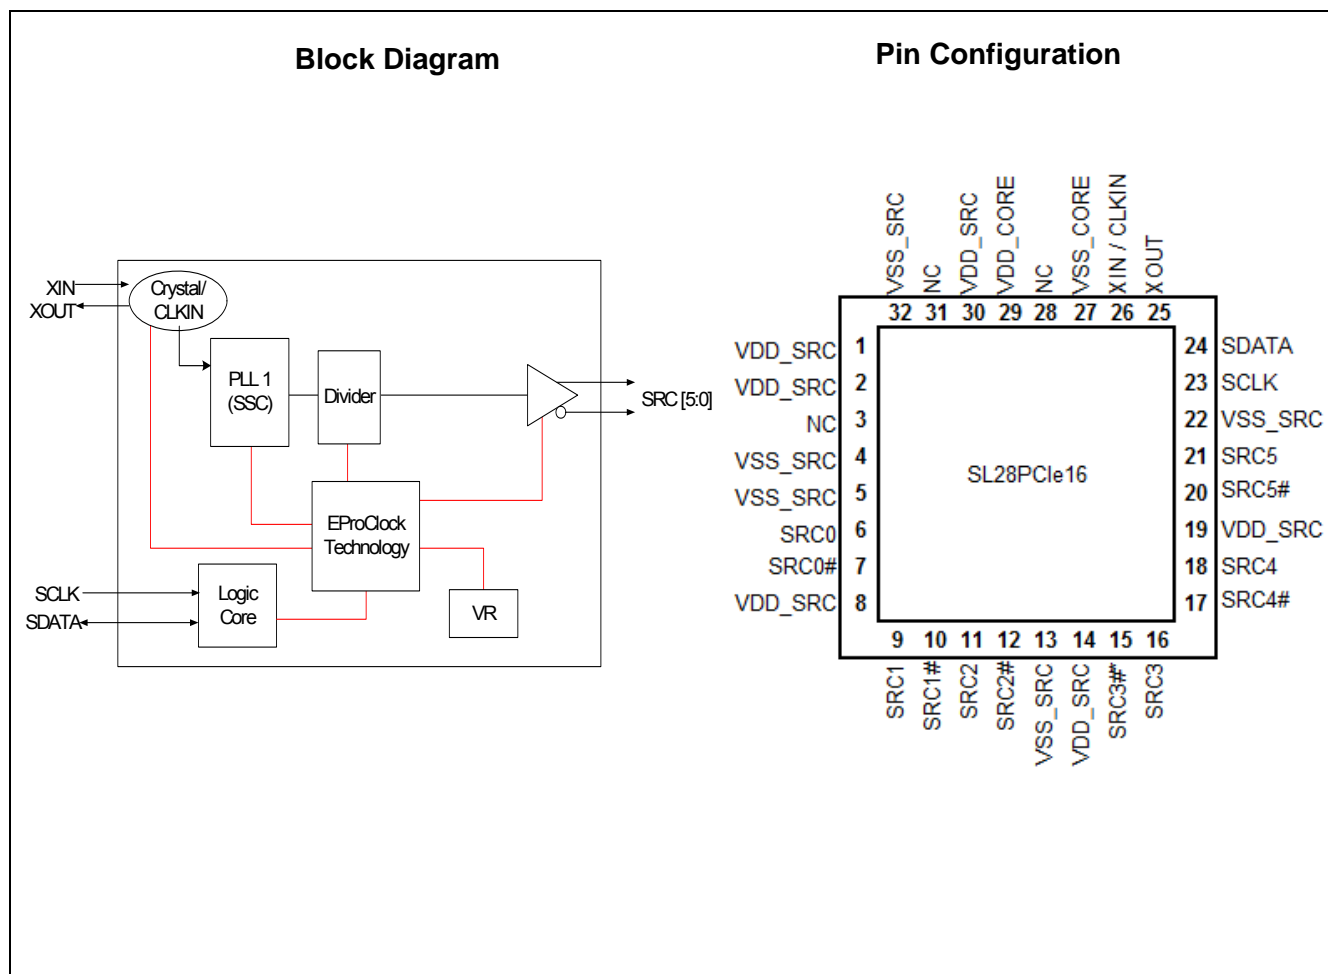 Block Diagram
Pin Configuration
XIN
XOUT
Crystal/
CLKIN
PLL 1
(SSC)
Divider
SRC [5:0]
EProClock
Technology
SCLK
SDATA
Logic
Core
VR
VSS_SRC
NC
VDD_SRC
VDD_CORE
NC
VSS_CORE
XIN / CLKIN
XOUT
32 31 30 29 28 27 26 25
VDD_SRC 1
VDD_SRC 2
NC 3
VSS_SRC 4
VSS_SRC 5
SRC0 6
SRC0# 7
VDD_SRC 8
SL28PCIe16
24 SDATA
23 SCLK
22 VSS_SRC
21 SRC5
20 SRC5#
19 VDD_SRC
18 SRC4
17 SRC4#
9 10 11 12 13 14 15 16
SRC1
SRC1#
SRC2
SRC2#
VSS_SRC
VDD_SRC
SRC3#
SRC3